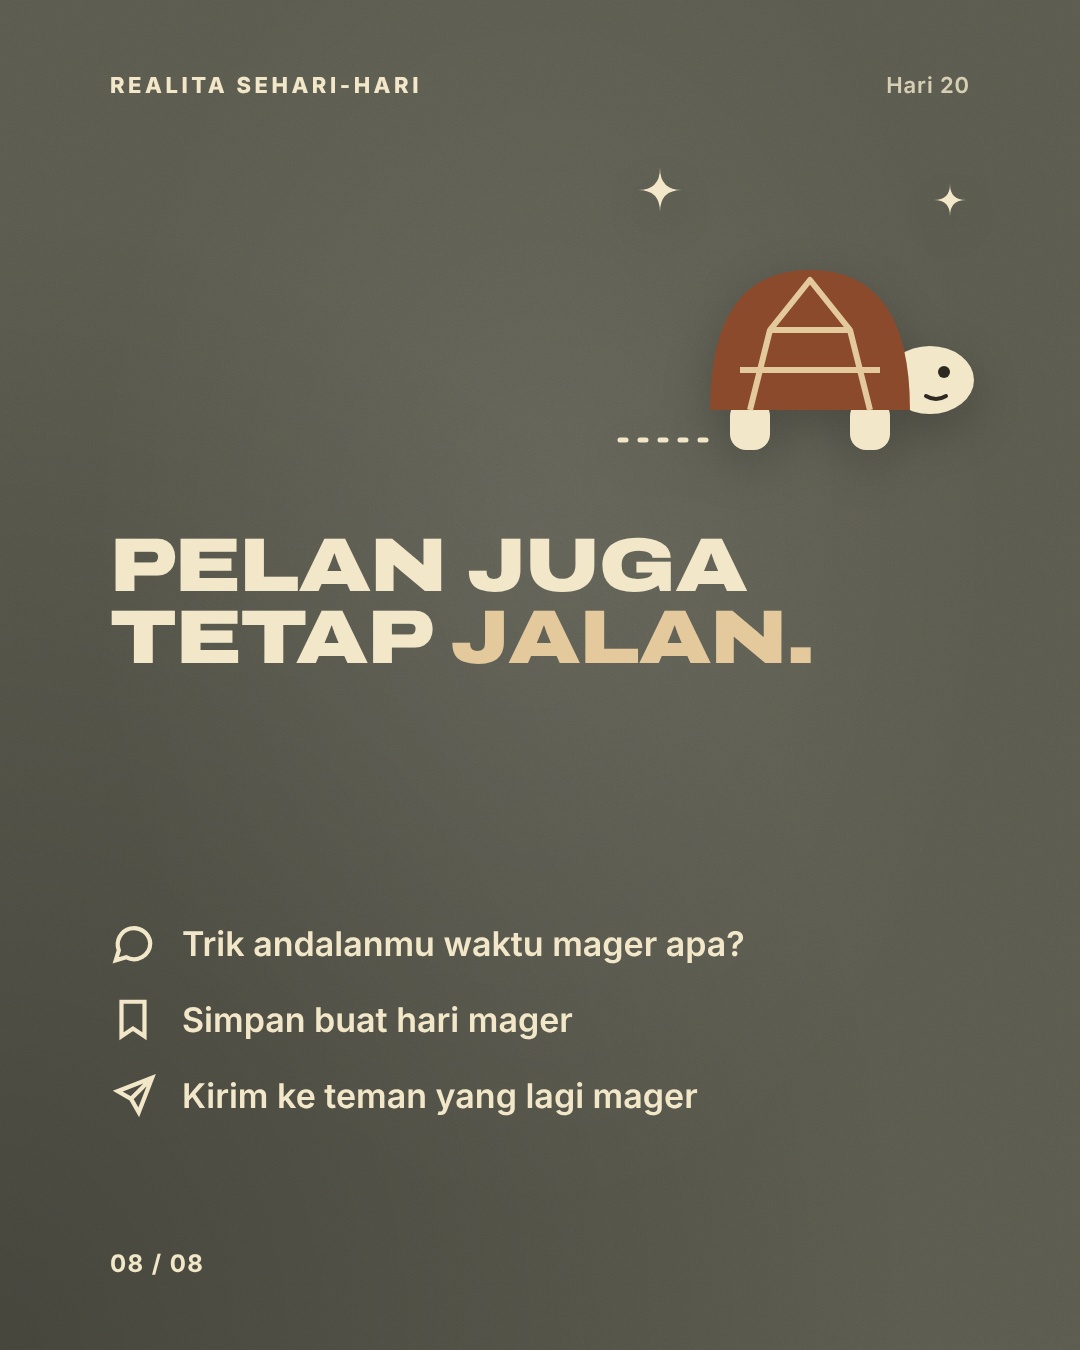 REALITA SEHARI-HARI
Hari 20
PELAN JUGA
TETAP JALAN.
Trik andalanmu waktu mager apa?
Simpan buat hari mager
Kirim ke teman yang lagi mager
08 / 08